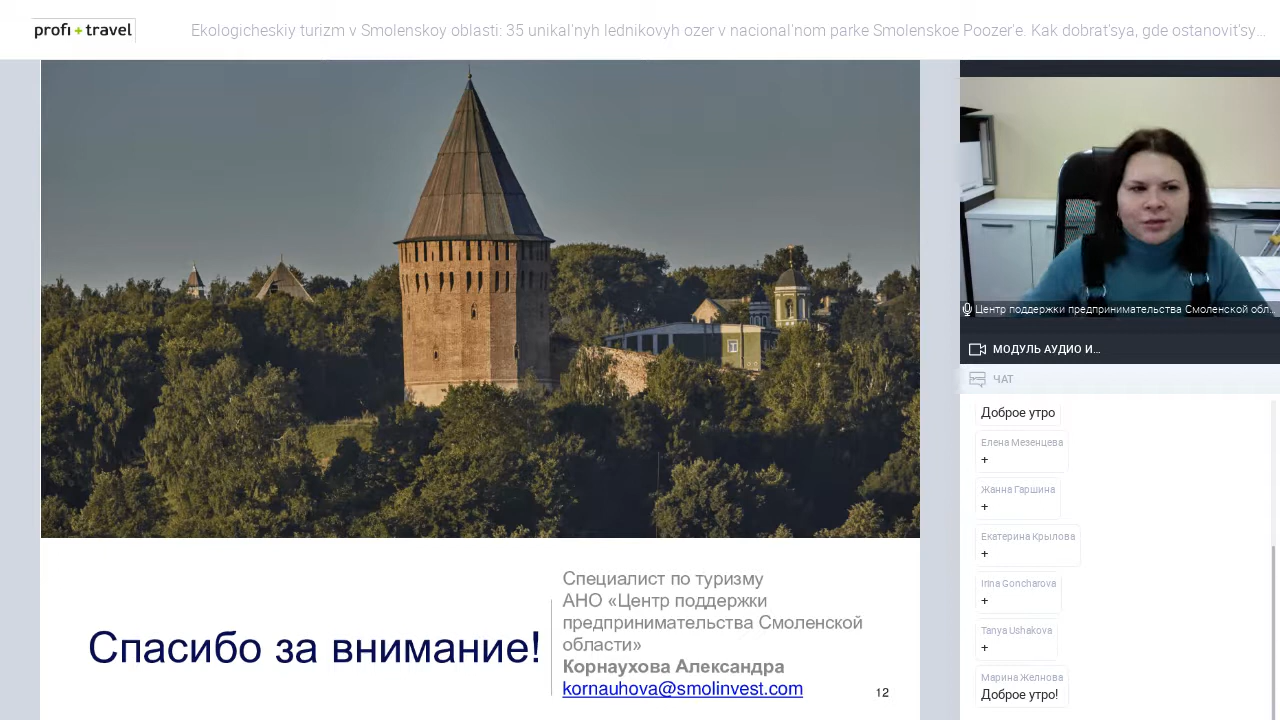 profi + travel
Ekologicheskiy turizm v Smolenskoy oblasti: 35 unikal'nyh lednikovyh ozer v nacional'nom parke Smolenskoe Poozer'e. Kak dobrat'sya, gde ostanovit'sy...
Центр поддержки предпринимательства Смоленской обл...
МОДУЛЬ АУДИО И...
ЧАТ
Доброе утро
Елена Мезенцева
+
Жанна Гаршина
+
Екатерина Крылова
+
Irina Goncharova
+
Tanya Ushakova
+
Марина Желнова
Доброе утро!
Спасибо за внимание!
Специалист по туризму
АНО «Центр поддержки
предпринимательства Смоленской
области»
Корнаухова Александра
kornauhova@smolinvest.com
12